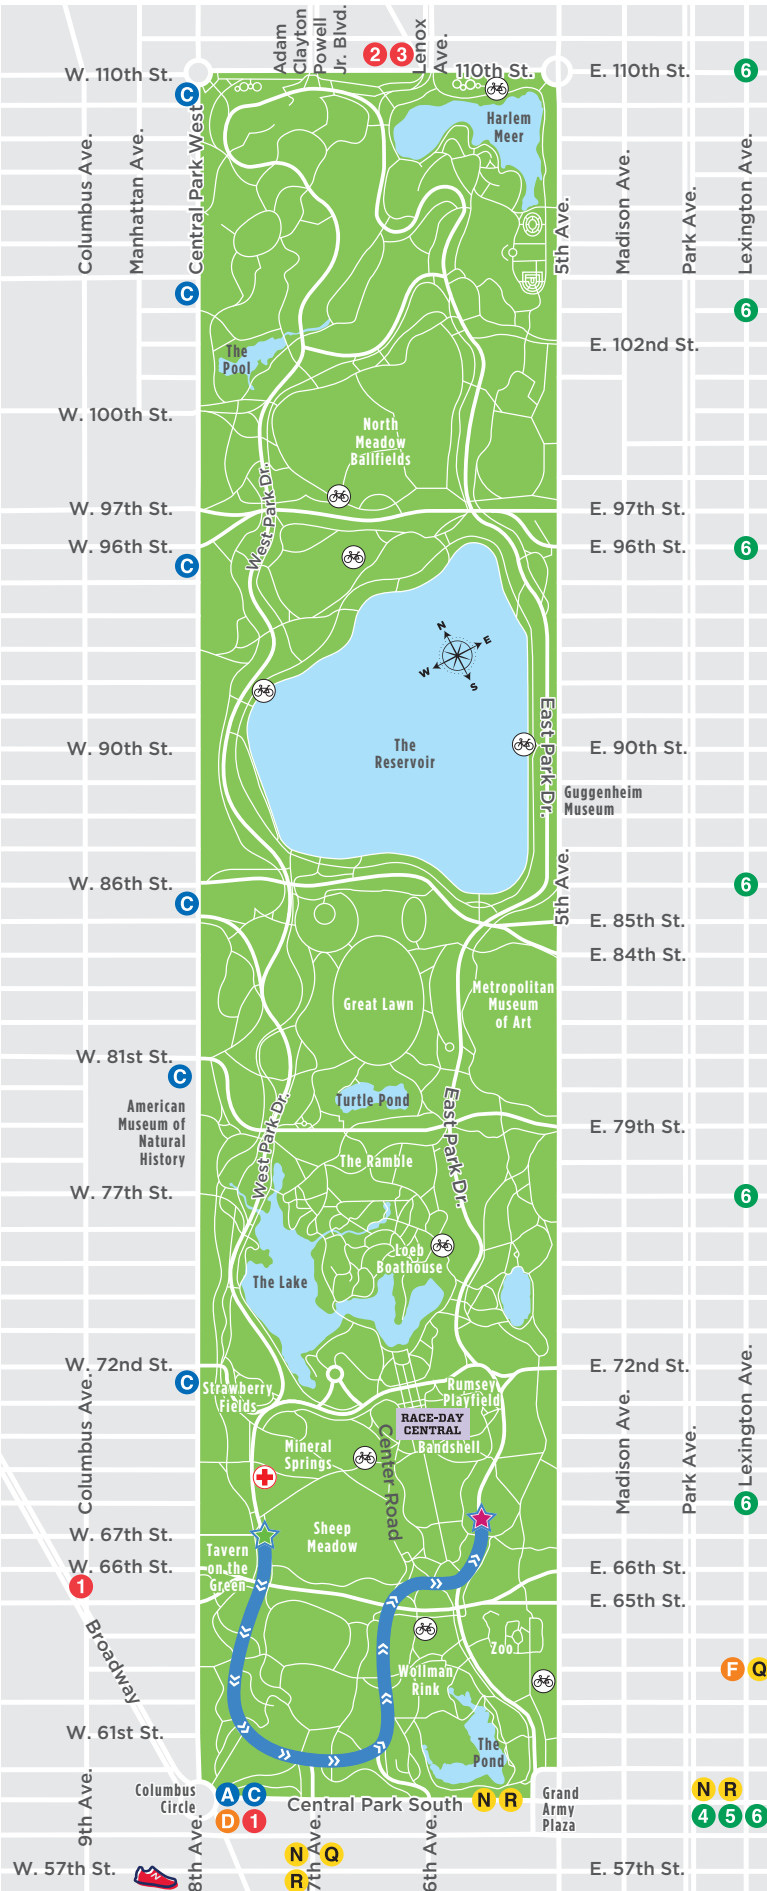 Adam
Clayton
Powell
Jr. Blvd.
2 3
Lenox
Ave.
W. 110th St.
110th St.
E. 110th St.
6
C
Harlem
Meer
Columbus Ave.
Manhattan Ave.
Central Park West
5th Ave.
Madison Ave.
Park Ave.
Lexington Ave.
C
6
The
Pool
E. 102nd St.
W. 100th St.
North
Meadow
Ballfields
West Park Dr.
W. 97th St.
E. 97th St.
W. 96th St.
E. 96th St.
6
C
N
E
W
S
East Park Dr.
W. 90th St.
The
Reservoir
E. 90th St.
Guggenheim
Museum
W. 86th St.
6
C
5th Ave.
E. 85th St.
E. 84th St.
Great Lawn
Metropolitan
Museum
of Art
W. 81st St.
C
American
Museum of
Natural
History
Turtle Pond
West Park Dr.
East Park Dr.
E. 79th St.
The Ramble
W. 77th St.
6
Loeb
Boathouse
The Lake
W. 72nd St.
E. 72nd St.
C
Strawberry
Fields
Rumsey
Playfield
RACE-DAY
CENTRAL
Bandshell
Columbus Ave.
Mineral
Springs
Center Road
Madison Ave.
Park Ave.
Lexington Ave.
6
W. 67th St.
Sheep
Meadow
Tavern
on the
Green
W. 66th St.
E. 66th St.
1
E. 65th St.
Broadway
Zoo
Wollman
Rink
F Q
W. 61st St.
The
Pond
Columbus
Circle
A C
D 1
Central Park South
N R
Grand
Army
Plaza
N R
4 5 6
9th Ave.
8th Ave.
7th Ave.
6th Ave.
N Q
R
W. 57th St.
E. 57th St.